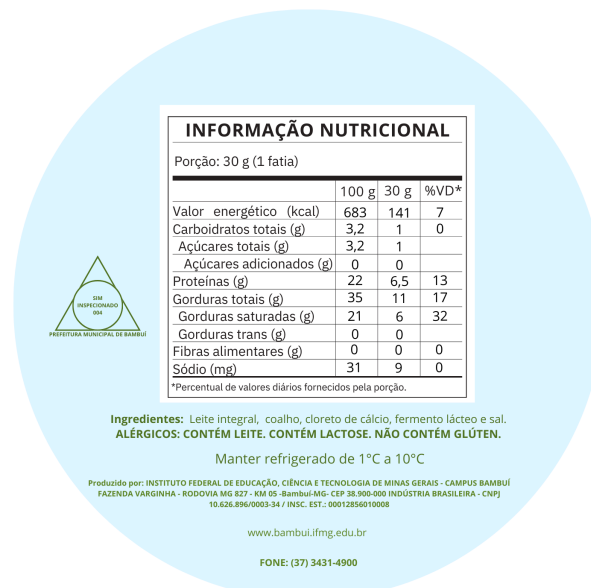 INFORMAÇÃO NUTRICIONAL
Porção: 30 g (1 fatia)
100 g 30 g %VD*
Valor energético (kcal) 683 141 7
Carboidratos totais (g) 3,2 1 0
Açúcares totais (g) 3,2 1
Açúcares adicionados (g) 0 0
Proteínas (g) 22 6,5 13
Gorduras totais (g) 35 11 17
Gorduras saturadas (g) 21 6 32
Gorduras trans (g) 0 0
Fibras alimentares (g) 0 0 0
Sódio (mg) 31 9 0
*Percentual de valores diários fornecidos pela porção.
SIM
INSPECIONADO
004
PREFEITURA MUNICIPAL DE BAMBUÍ
Ingredientes: Leite integral, coalho, cloreto de cálcio, fermento lácteo e sal.
ALÉRGICOS: CONTÉM LEITE. CONTÉM LACTOSE. NÃO CONTÉM GLÚTEN.
Manter refrigerado de 1°C a 10°C
Produzido por: INSTITUTO FEDERAL DE EDUCAÇÃO, CIÊNCIA E TECNOLOGIA DE MINAS GERAIS - CAMPUS BAMBUÍ
FAZENDA VARGINHA - RODOVIA MG 827 - KM 05 -Bambuí-MG- CEP 38.900-000 INDÚSTRIA BRASILEIRA - CNPJ
10.626.896/0003-34 / INSC. EST.: 00012856010008
www.bambui.ifmg.edu.br
FONE: (37) 3431-4900